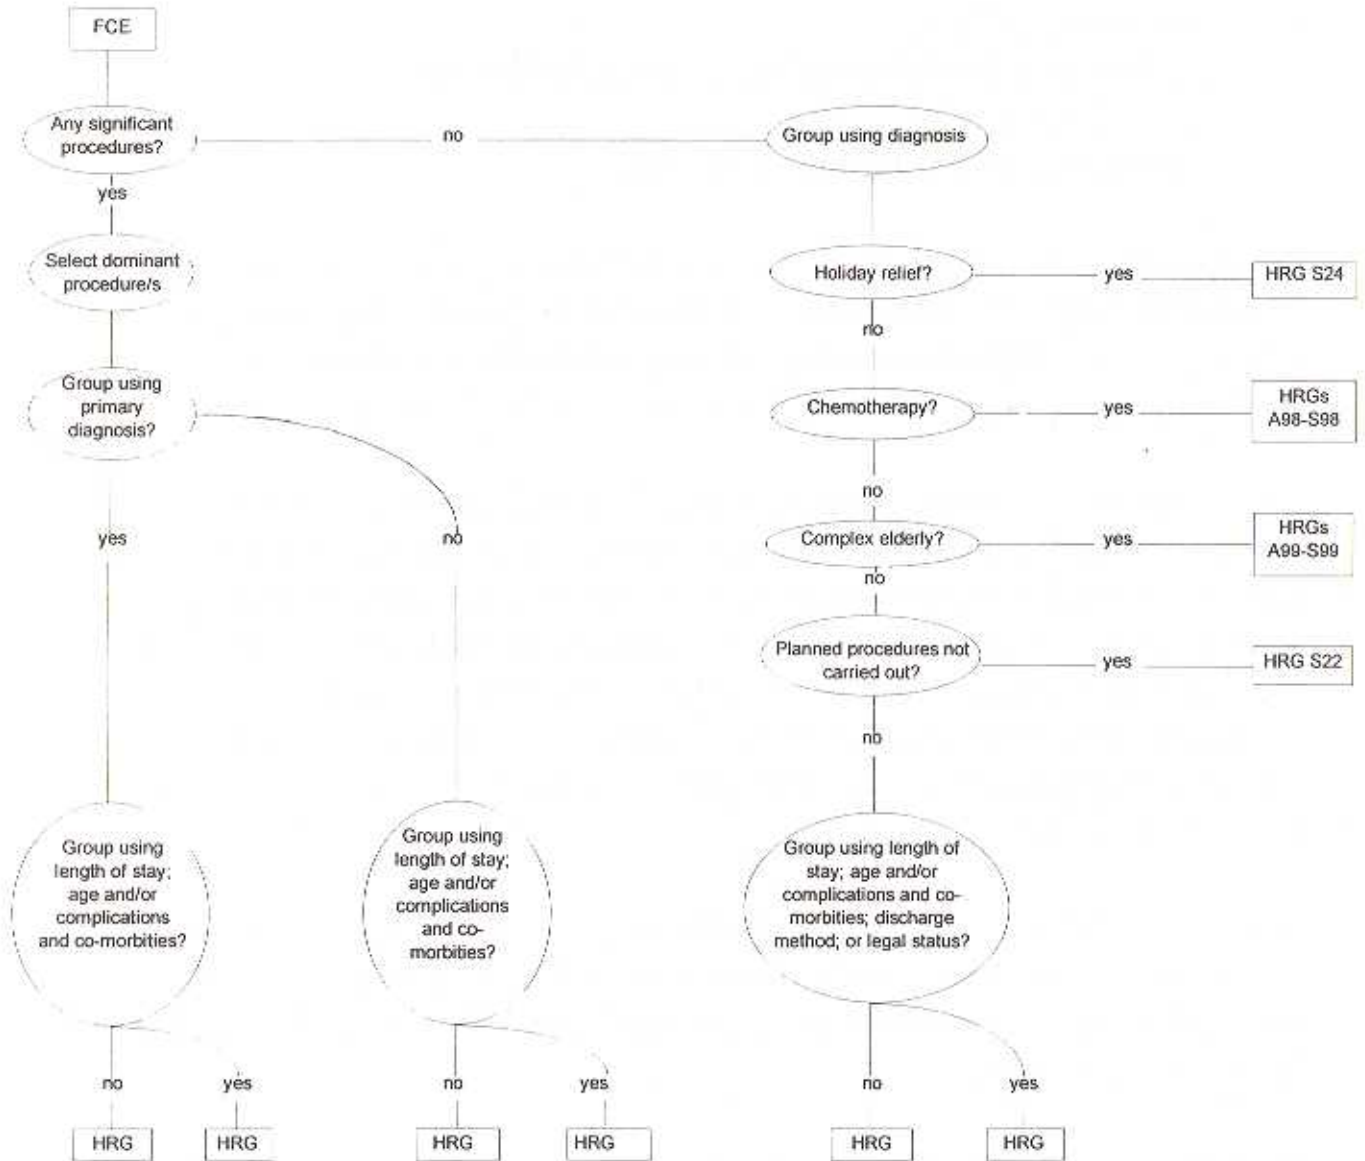 FCE
Any significant
procedures?
no
Group using diagnosis
yes
Select dominant
procedure/s
Holiday relief?
yes
HRG S24
no
Group using
primary
diagnosis?
Chemotherapy?
yes
HRGs
A98-S98
no
yes
no
Complex elderly?
yes
HRGs
A99-S99
no
Planned procedures not
carried out?
yes
HRG S22
no
Group using
length of stay;
age and/or
complications
and co-morbities?
Group using
length of stay;
age and/or
complications
and co-
morbities?
Group using length of
stay; age and/or
complications and co-
morbities; discharge
method; or legal status?
no
yes
no
yes
no
yes
HRG
HRG
HRG
HRG
HRG
HRG